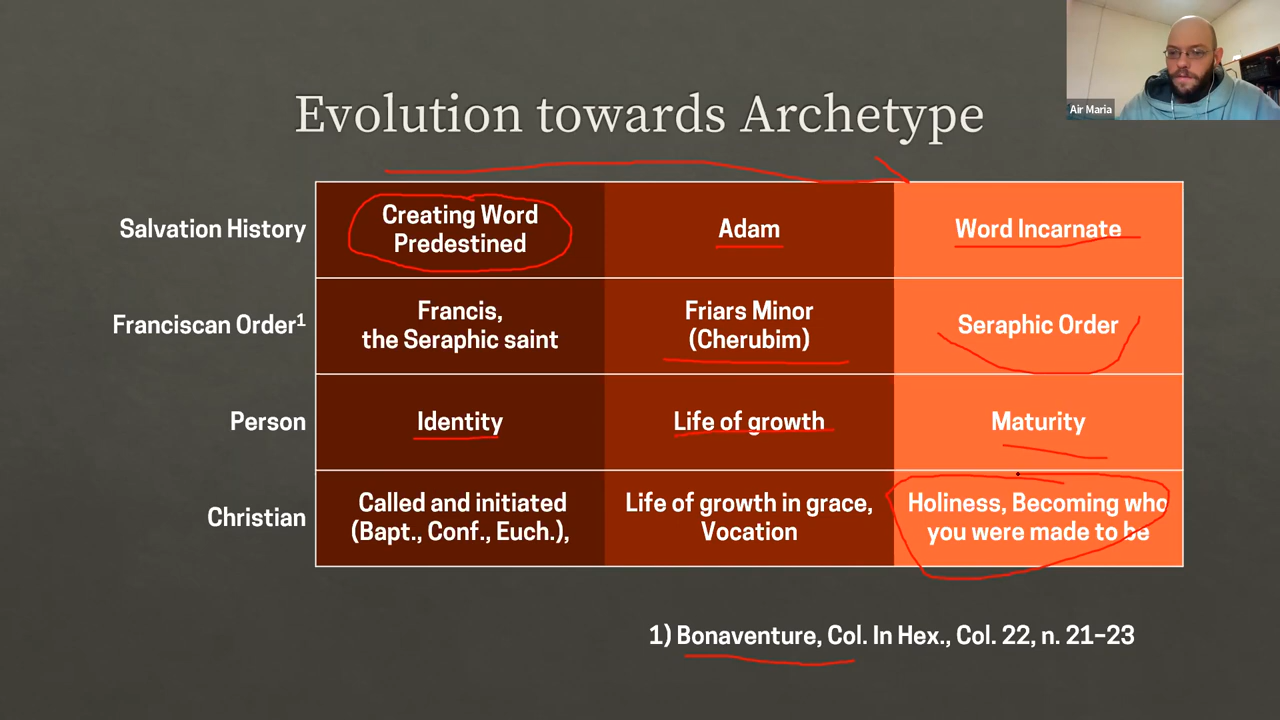 Air Maria
Evolution towards Archetype
Salvation History
Creating Word
Predestined
Adam
Word Incarnate
Franciscan Order¹
Francis,
the Seraphic saint
Friars Minor
(Cherubim)
Seraphic Order
Person
Identity
Life of growth
Maturity
Christian
Called and initiated
(Bapt., Conf., Euch.),
Life of growth in grace,
Vocation
Holiness, Becoming who
you were made to be
1) Bonaventure, Col. In Hex., Col. 22, n. 21–23